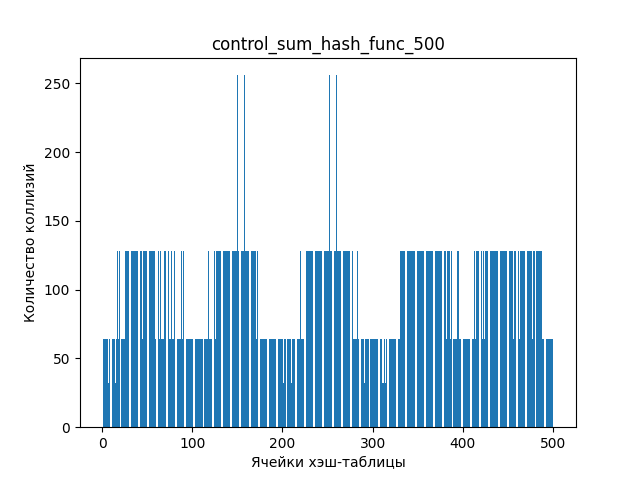 control_sum_hash_func_500
250
200
150
100
50
0
Количество коллизий
0 100 200 300 400 500
Ячейки хэш-таблицы